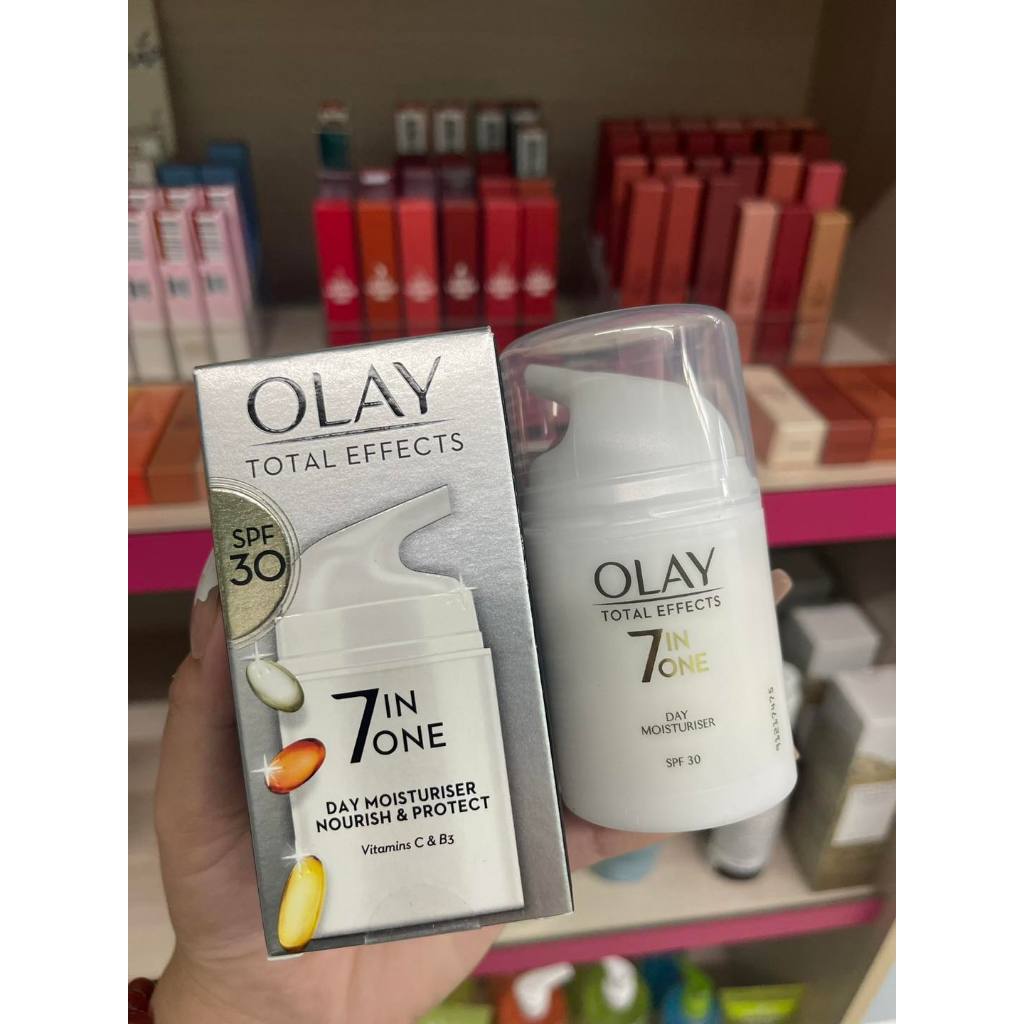 OLAY
TOTAL EFFECTS
SPF
30
7 IN
ONE
DAY MOISTURISER
NOURISH & PROTECT
Vitamins C & B3
OLAY
TOTAL EFFECTS
7 IN
ONE
DAY
MOISTURISER
SPF 30